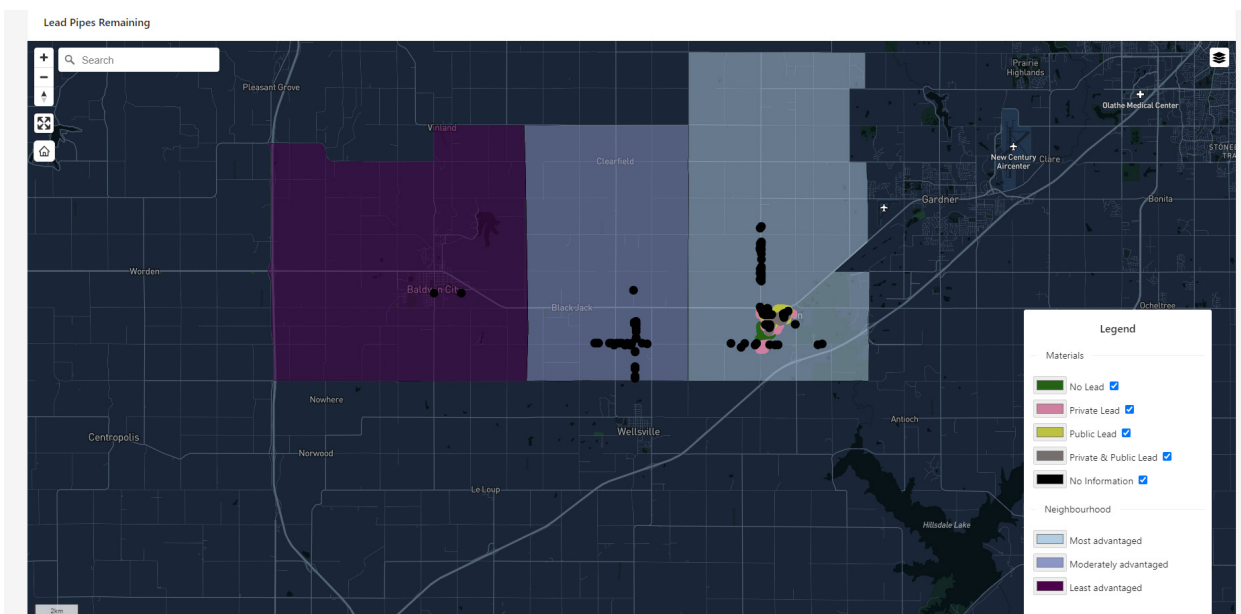 Lead Pipes Remaining
Search
Prairie
Highlands
Pleasant Grove
Olathe Medical Center
Vinland
Clearfield
New Century
Aircenter
Clare
Gardner
Bonita
Worden
Baldwin City
Black Jack
Ocheltree
Nowhere
Antioch
Centropolis
Wellsville
Norwood
Le Loup
Hillsdale Lake
2km
Legend
Materials
No Lead
Private Lead
Public Lead
Private & Public Lead
No Information
Neighbourhood
Most advantaged
Moderately advantaged
Least advantaged